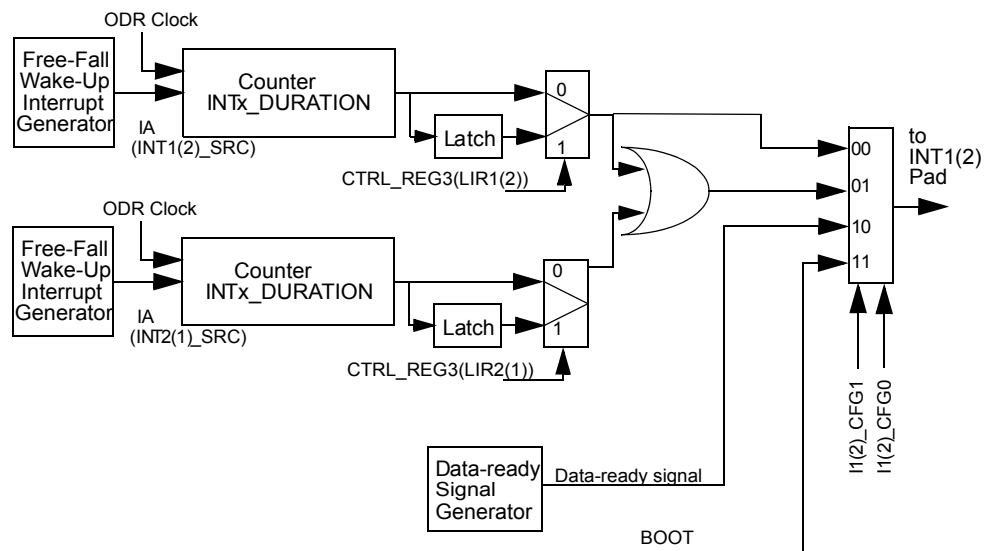 ODR Clock
Free-Fall
Wake-Up
Interrupt
Generator
IA
(INT1(2)_SRC)
Counter
INTx_DURATION
Latch
0
1
CTRL_REG3(LIR1(2))
ODR Clock
Free-Fall
Wake-Up
Interrupt
Generator
IA
(INT2(1)_SRC)
Counter
INTx_DURATION
Latch
0
1
CTRL_REG3(LIR2(1))
00
01
10
11
to
INT1(2)
Pad
I1(2)_CFG1
I1(2)_CFG0
Data-ready
Signal
Generator
Data-ready signal
BOOT